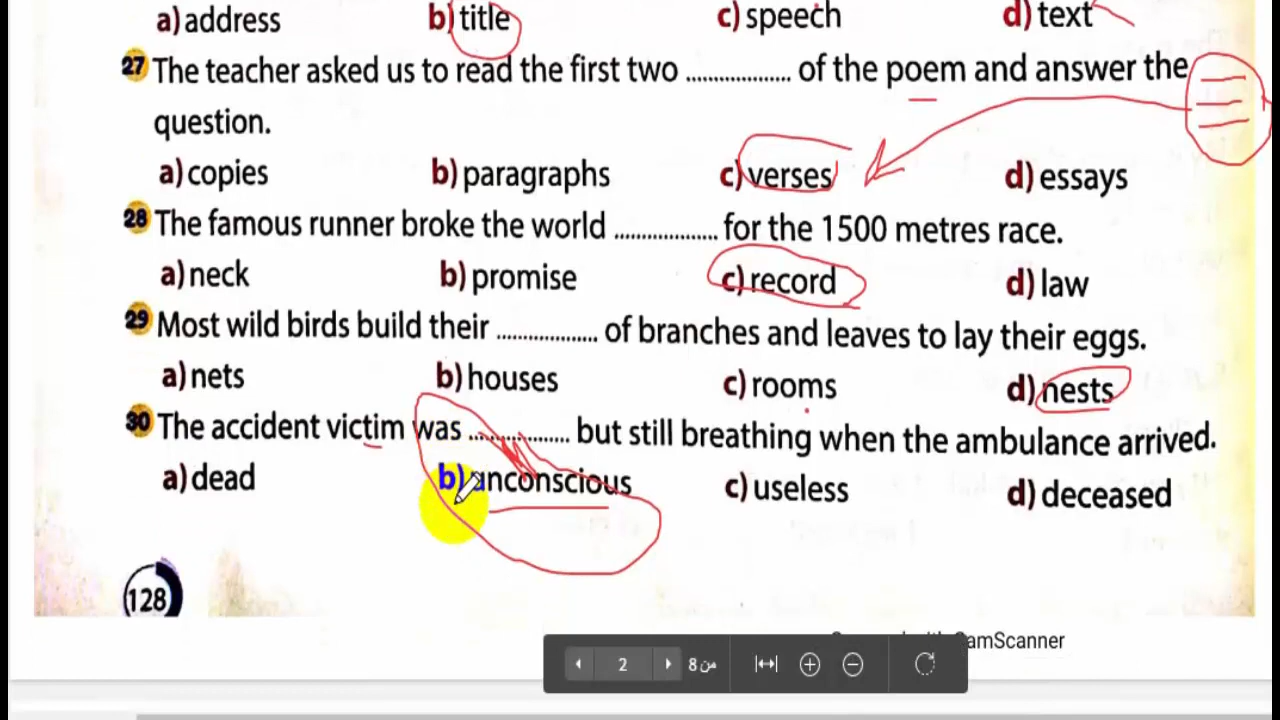 a) address b) title c) speech d) text
27 The teacher asked us to read the first two .................. of the poem and answer the
question.
a) copies b) paragraphs c) verses d) essays
28 The famous runner broke the world .................. for the 1500 metres race.
a) neck b) promise c) record d) law
29 Most wild birds build their .................. of branches and leaves to lay their eggs.
a) nets b) houses c) rooms d) nests
30 The accident victim was .................. but still breathing when the ambulance arrived.
a) dead b) unconscious c) useless d) deceased
128
CamScanner
2 من 8